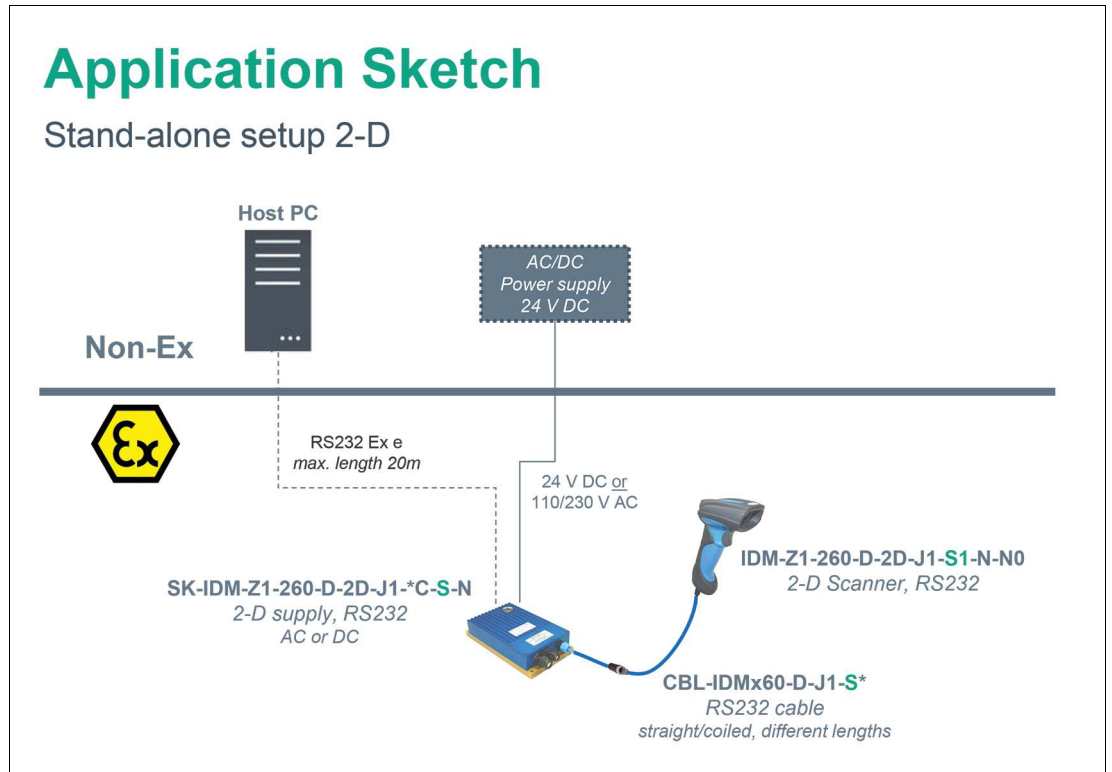 Application Sketch
Stand-alone setup 2-D
Host PC
AC/DC
Power supply
24 V DC
Non-Ex
Ex
RS232 Ex e
max. length 20m
24 V DC or
110/230 V AC
IDM-Z1-260-D-2D-J1-S1-N-N0
2-D Scanner, RS232
SK-IDM-Z1-260-D-2D-J1-*C-S-N
2-D supply, RS232
AC or DC
CBL-IDMx60-D-J1-S*
RS232 cable
straight/coiled, different lengths